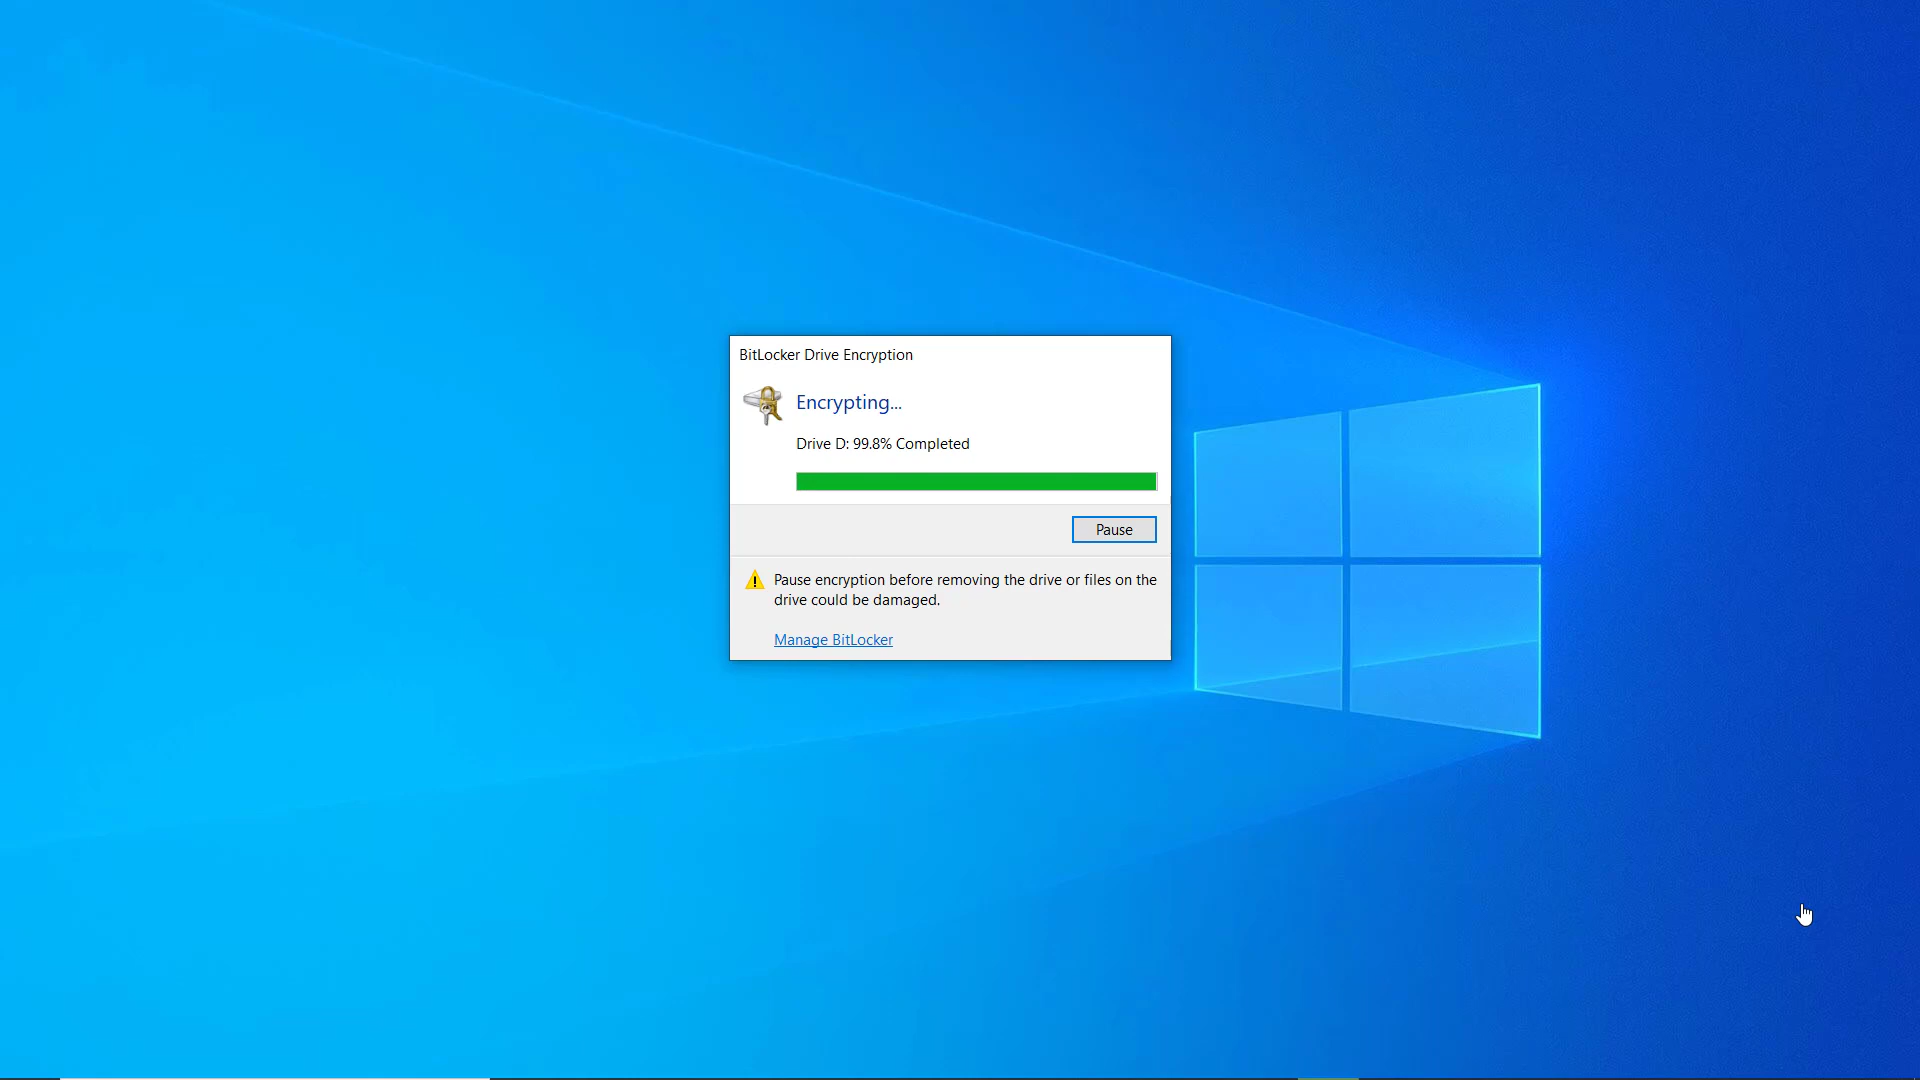 BitLocker Drive Encryption
Encrypting...
Drive D: 99.8% Completed
Pause
Pause encryption before removing the drive or files on the
drive could be damaged.
Manage BitLocker